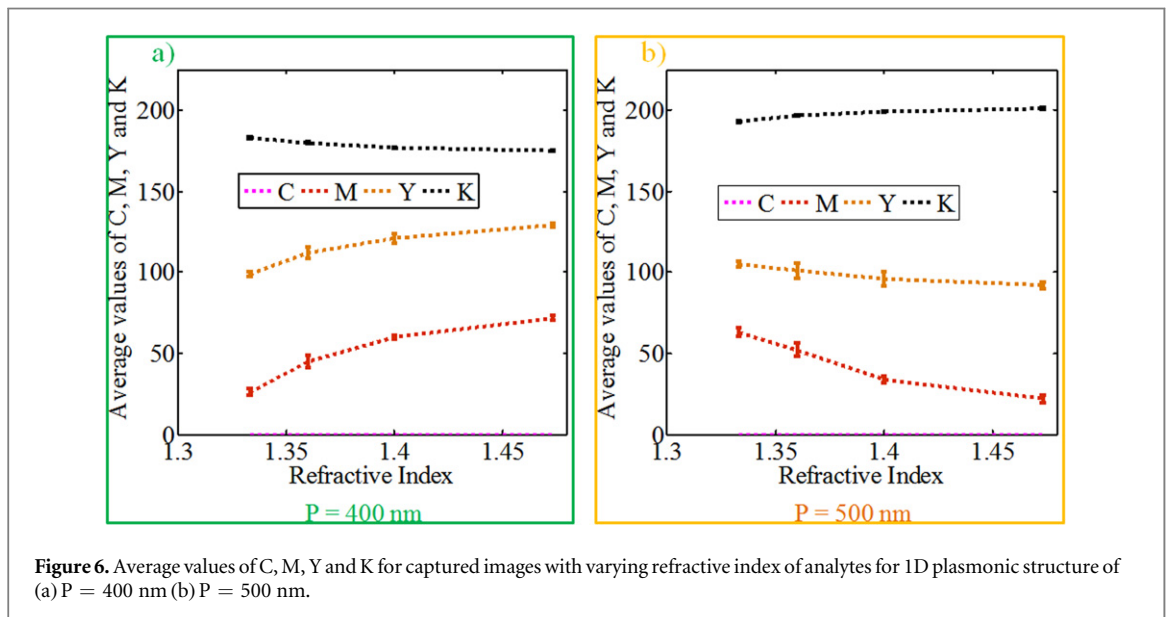 a)
Average values of C, M, Y and K
200
150
100
50
0
C M Y K
1.3 1.35 1.4 1.45
Refractive Index
P = 400 nm
b)
Average values of C, M, Y and K
200
150
100
50
0
C M Y K
1.3 1.35 1.4 1.45
Refractive Index
P = 500 nm
Figure 6. Average values of C, M, Y and K for captured images with varying refractive index of analytes for 1D plasmonic structure of
(a) P = 400 nm (b) P = 500 nm.